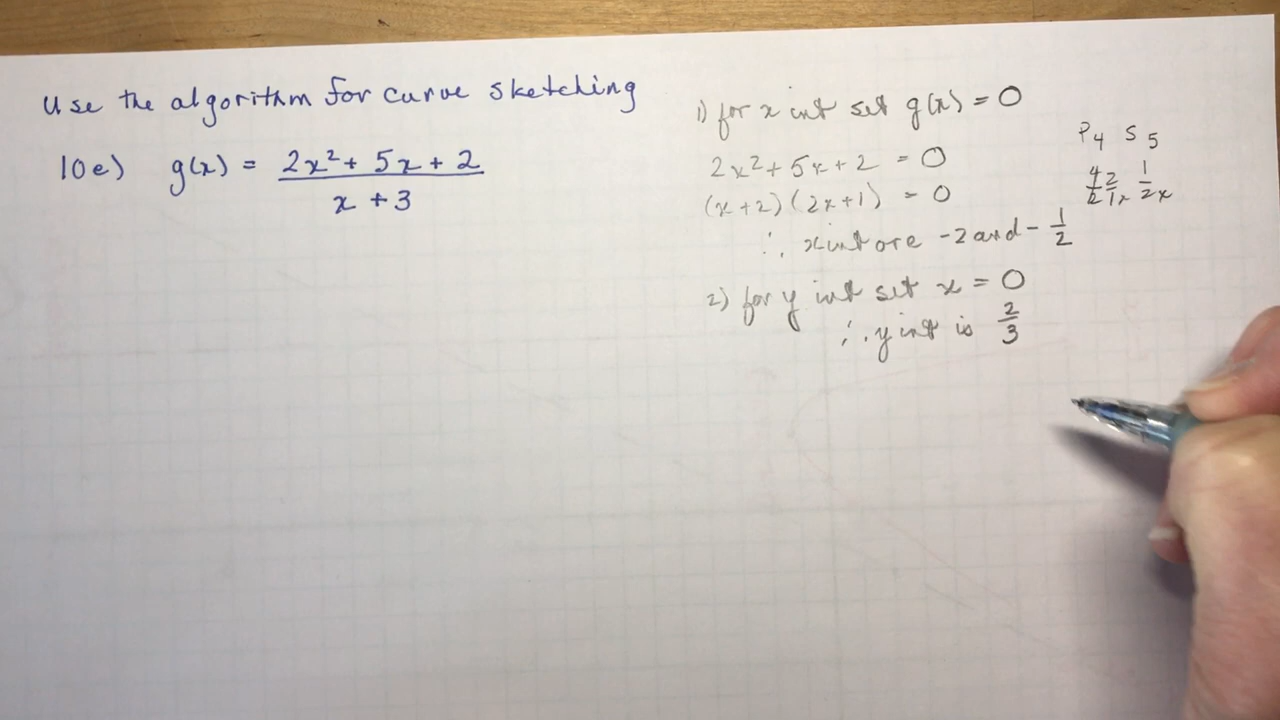 Use the algorithm for curve sketching
10e) g(x) = 2x² + 5x + 2
x + 3
1) for x int set g(x) = 0
2x² + 5x + 2 = 0
(x+2)(2x+1) = 0
∴ x int are -2 and - 1/2
2) for y int set x = 0
∴ y int is 2/3
P 4 S 5